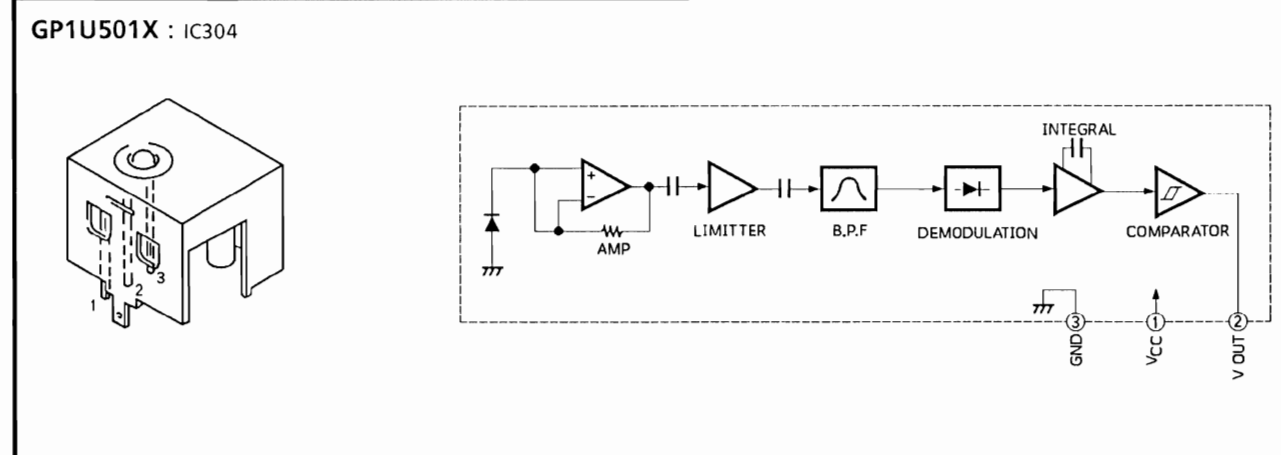 GP1U501X : IC304
1
2
3
+
−
AMP
LIMITTER
B.P.F
DEMODULATION
INTEGRAL
COMPARATOR
3
1
2
GND
VCC
V OUT